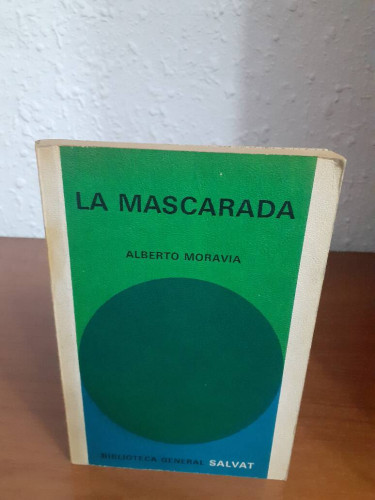 LA MASCARADA
ALBERTO MORAVIA
BIBLIOTECA GENERAL SALVAT